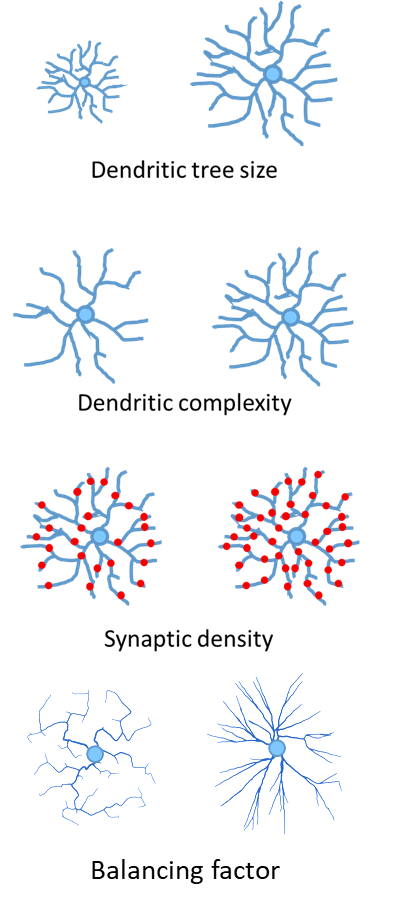 Dendritic tree size
Dendritic complexity
Synaptic density
Balancing factor